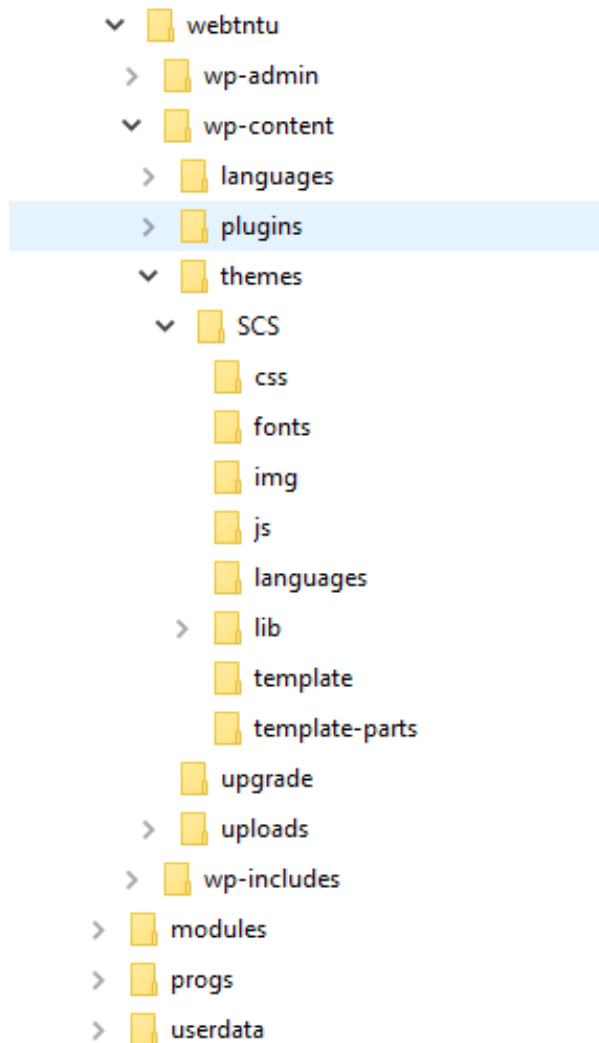 webtntu
wp-admin
wp-content
languages
plugins
themes
SCS
css
fonts
img
js
languages
lib
template
template-parts
upgrade
uploads
wp-includes
modules
progs
userdata